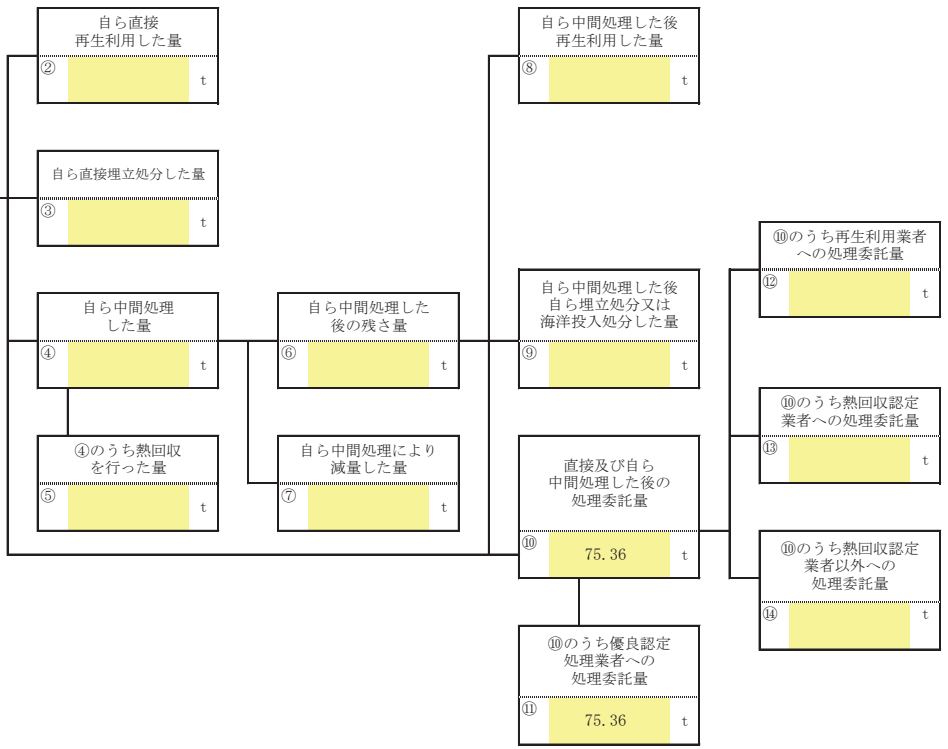 自ら直接
再生利用した量
② t
自ら中間処理した後
再生利用した量
⑧ t
自ら直接埋立処分した量
③ t
⑩のうち再生利用業者
への処理委託量
⑫ t
自ら中間処理
した量
④ t
自ら中間処理した
後の残さ量
⑥ t
自ら中間処理した後
自ら埋立処分又は
海洋投入処分した量
⑨ t
⑩のうち熱回収認定
業者への処理委託量
⑬ t
④のうち熱回収
を行った量
⑤ t
自ら中間処理により
減量した量
⑦ t
直接及び自ら
中間処理した後の
処理委託量
⑩ 75.36 t
⑩のうち熱回収認定
業者以外への
処理委託量
⑭ t
⑩のうち優良認定
処理業者への
処理委託量
⑪ 75.36 t